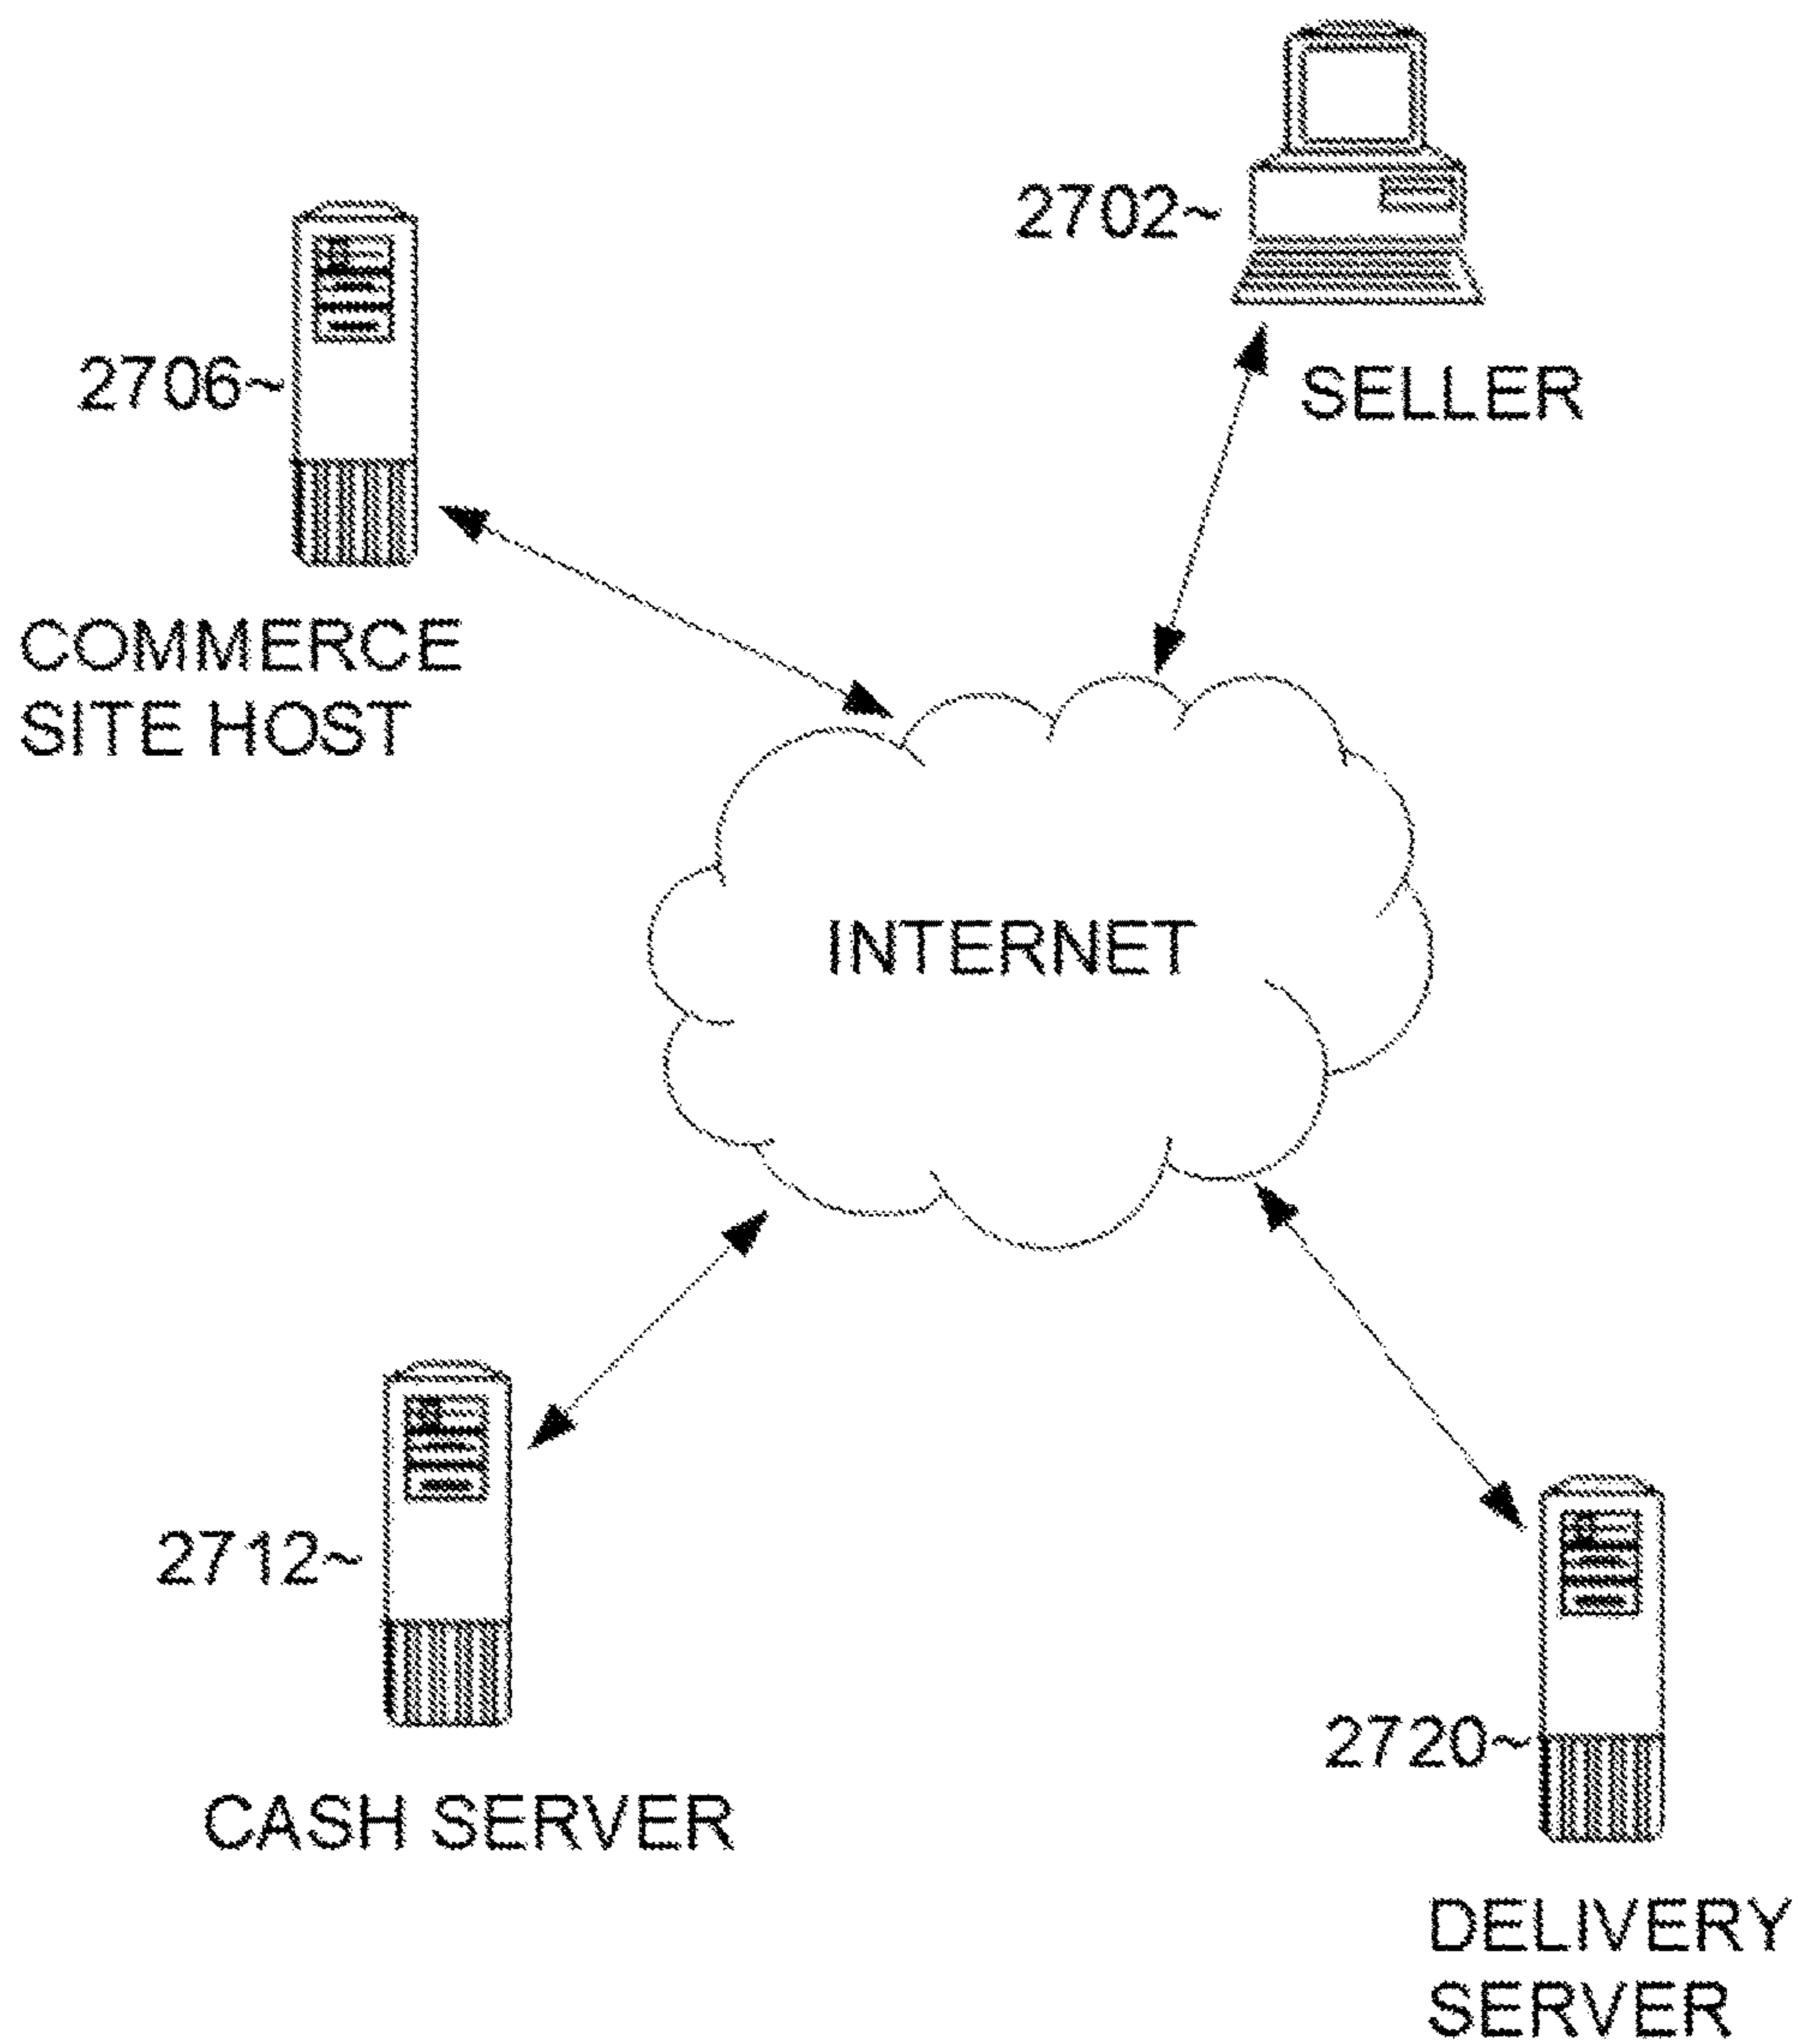 2702~
SELLER
2706~
COMMERCE
SITE HOST
INTERNET
2712~
CASH SERVER
2720~
DELIVERY
SERVER